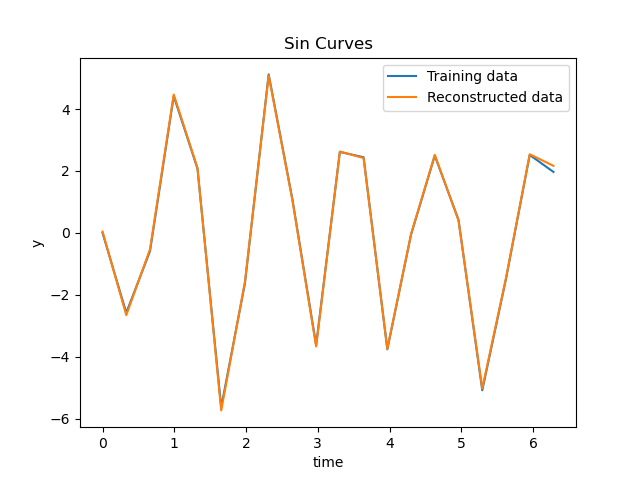 Sin Curves
Training data
Reconstructed data
4
2
0
−2
−4
−6
y
0 1 2 3 4 5 6
time